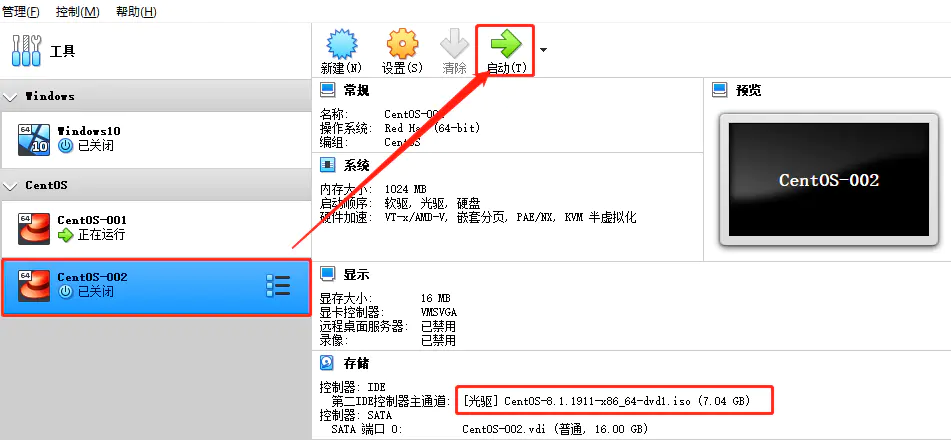 管理(F) 控制(M) 帮助(H)
工具
新建(N) 设置(S) 清除 启动(T)
Windows
64 10 Windows10
已关闭
CentOS
64 CentOS-001
正在运行
64 CentOS-002
已关闭
常规
名称: CentOS-00
操作系统: Red Ha (64-bit)
编组: CentOS
系统
内存大小: 1024 MB
启动顺序: 软驱, 光驱, 硬盘
硬件加速: VT-x/AMD-V, 嵌套分页, PAE/NX, KVM 半虚拟化
预览
CentOS-002
显示
显存大小: 16 MB
显卡控制器: VMSVGA
远程桌面服务器: 已禁用
录像: 已禁用
存储
控制器: IDE
第二IDE控制器主通道: [光驱] CentOS-8.1.1911-x86_64-dvd1.iso (7.04 GB)
控制器: SATA
SATA 端口 0: CentOS-002.vdi (普通, 16.00 GB)